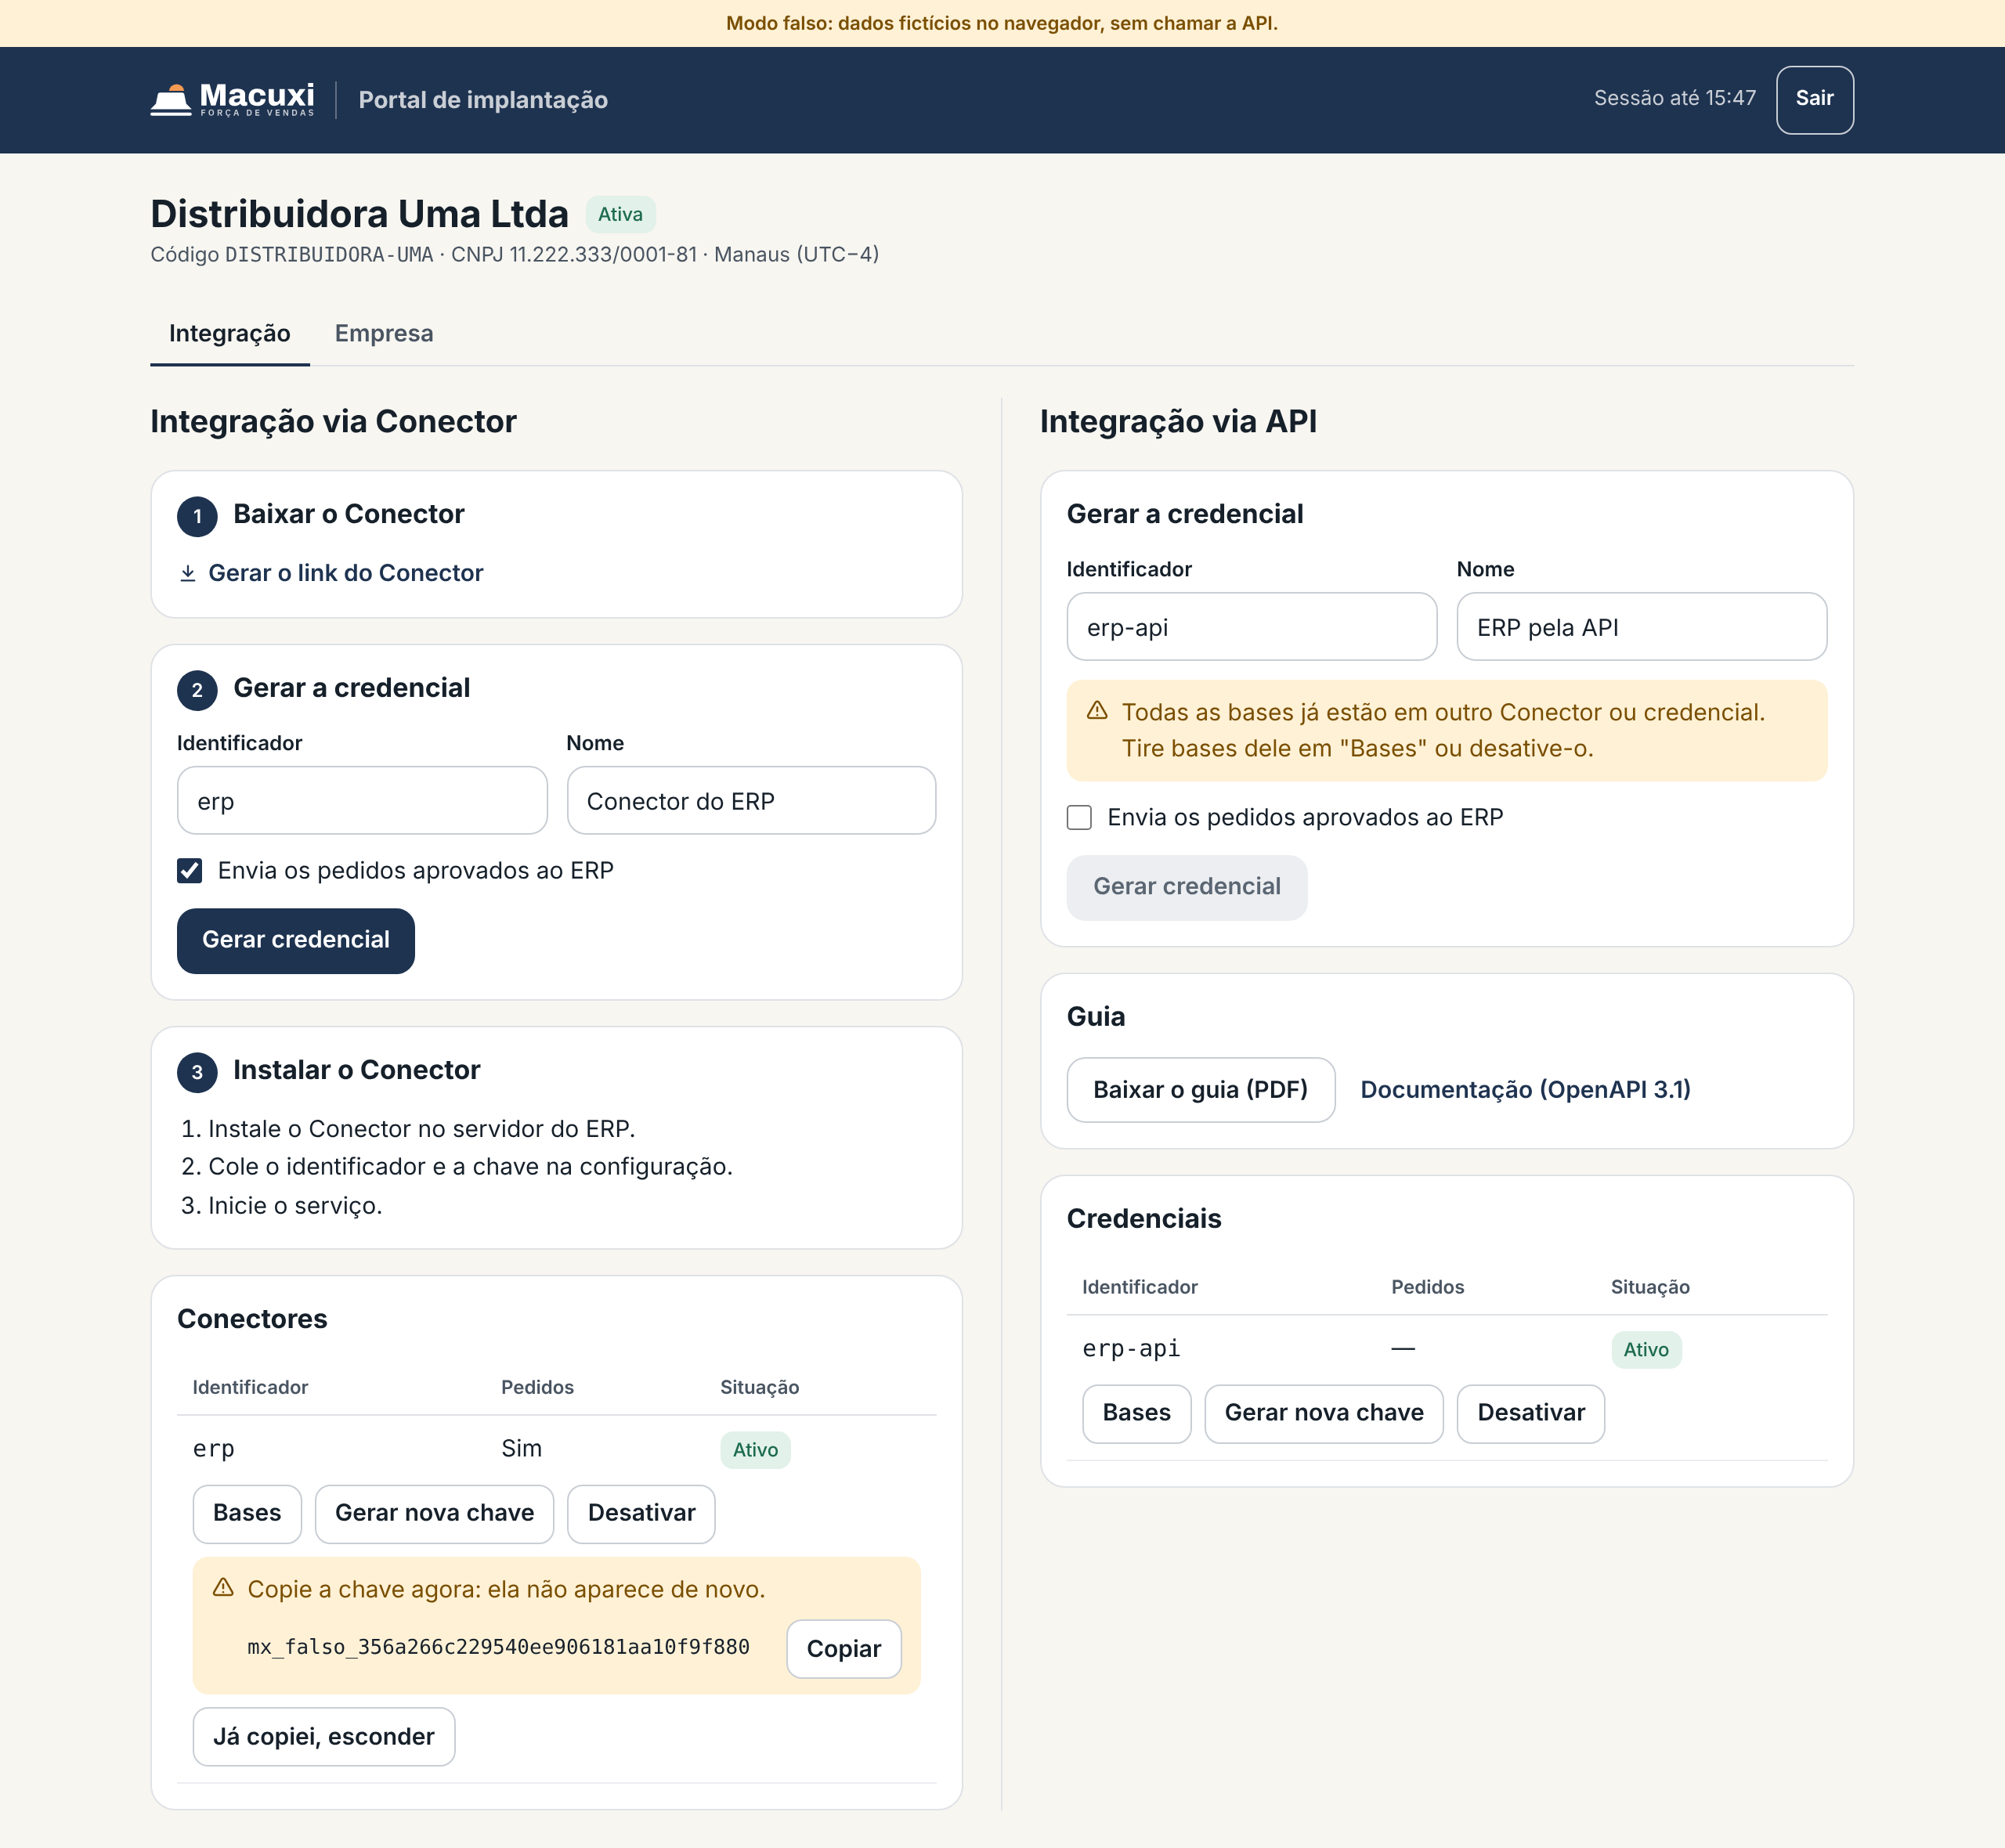 Modo falso: dados fictícios no navegador, sem chamar a API.
Macuxi
FORÇA DE VENDAS
Portal de implantação
Sessão até 15:47
Sair
Distribuidora Uma Ltda
Ativa
Código DISTRIBUIDORA-UMA · CNPJ 11.222.333/0001-81 · Manaus (UTC−4)
Integração
Empresa
Integração via Conector
1
Baixar o Conector
Gerar o link do Conector
2
Gerar a credencial
Identificador
Nome
erp
Conector do ERP
Envia os pedidos aprovados ao ERP
Gerar credencial
3
Instalar o Conector
1. Instale o Conector no servidor do ERP.
2. Cole o identificador e a chave na configuração.
3. Inicie o serviço.
Conectores
Identificador
Pedidos
Situação
erp
Sim
Ativo
Bases
Gerar nova chave
Desativar
Copie a chave agora: ela não aparece de novo.
mx_falso_356a266c229540ee906181aa10f9f880
Copiar
Já copiei, esconder
Integração via API
Gerar a credencial
Identificador
Nome
erp-api
ERP pela API
Todas as bases já estão em outro Conector ou credencial.
Tire bases dele em "Bases" ou desative-o.
Envia os pedidos aprovados ao ERP
Gerar credencial
Guia
Baixar o guia (PDF)
Documentação (OpenAPI 3.1)
Credenciais
Identificador
Pedidos
Situação
erp-api
—
Ativo
Bases
Gerar nova chave
Desativar